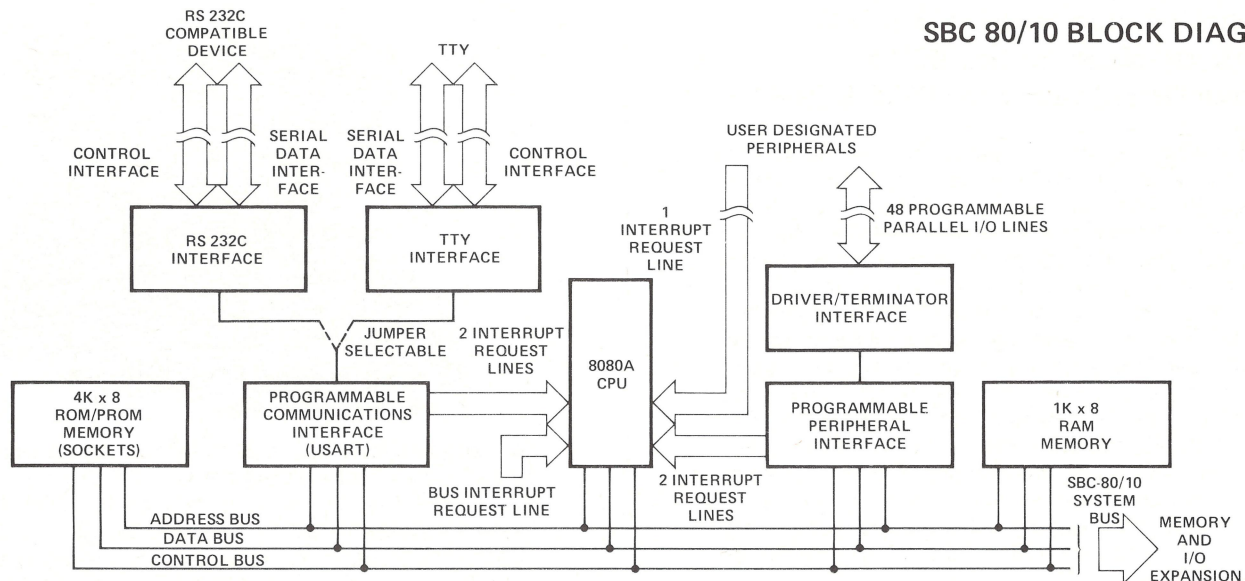 SBC 80/10 BLOCK DIAG
RS 232C
COMPATIBLE
DEVICE
TTY
CONTROL
INTERFACE
SERIAL
DATA
INTER-
FACE
SERIAL
DATA
INTER-
FACE
CONTROL
INTERFACE
USER DESIGNATED
PERIPHERALS
48 PROGRAMMABLE
PARALLEL I/O LINES
1
INTERRUPT
REQUEST
LINE
RS 232C
INTERFACE
TTY
INTERFACE
DRIVER/TERMINATOR
INTERFACE
JUMPER
SELECTABLE
2 INTERRUPT
REQUEST
LINES
8080A
CPU
4K x 8
ROM/PROM
MEMORY
(SOCKETS)
PROGRAMMABLE
COMMUNICATIONS
INTERFACE
(USART)
PROGRAMMABLE
PERIPHERAL
INTERFACE
1K x 8
RAM
MEMORY
BUS INTERRUPT
REQUEST LINE
2 INTERRUPT
REQUEST
LINES
SBC-80/10
SYSTEM
BUS
ADDRESS BUS
DATA BUS
CONTROL BUS
MEMORY
AND
I/O
EXPANSION